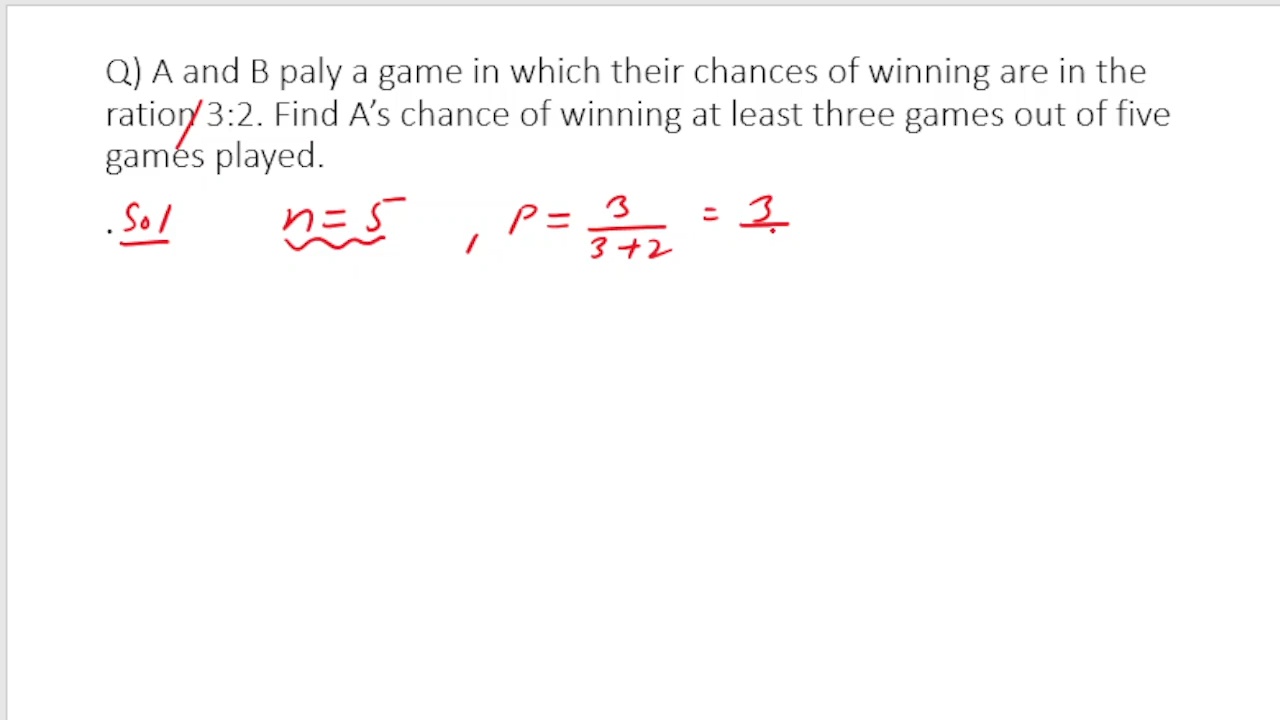 Q) A and B paly a game in which their chances of winning are in the
ration 3:2. Find A’s chance of winning at least three games out of five
games played.
. Sol n = 5 , P = 3/(3+2) = 3/